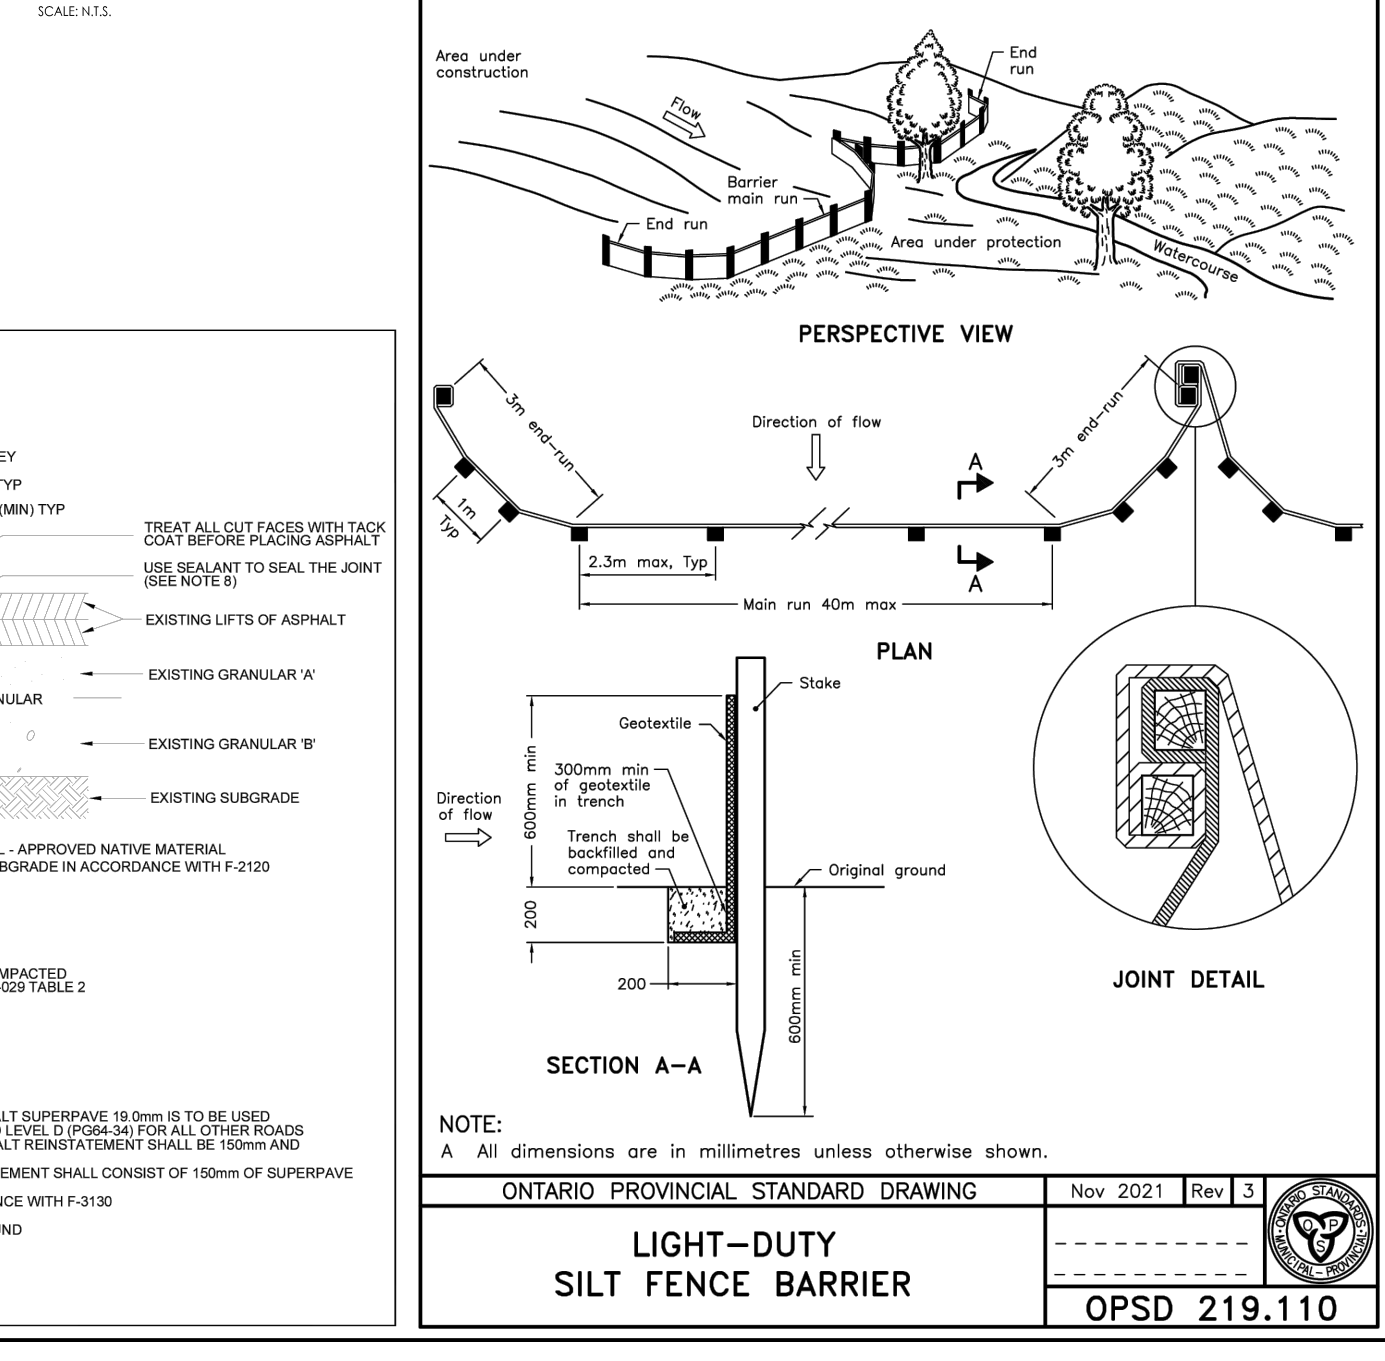 SCALE: N.T.S.
Area under
construction
Flow
End
run
Barrier
main run
End run
Area under protection
Watercourse
PERSPECTIVE VIEW
3m end-run
Direction of flow
3m end-run
A
1m
Typ
2.3m max, Typ
A
Main run 40m max
PLAN
Stake
Geotextile
600mm min
300mm min
of geotextile
in trench
Direction
of flow
Trench shall be
backfilled and
compacted
Original ground
200
200
600mm min
SECTION A-A
JOINT DETAIL
NOTE:
A All dimensions are in millimetres unless otherwise shown.
ONTARIO PROVINCIAL STANDARD DRAWING
Nov 2021
Rev
3
LIGHT-DUTY
SILT FENCE BARRIER
ONTARIO STANDARDS
MUNICIPAL - PROVINCIAL
O P
S
OPSD 219.110
EY
TYP
(MIN) TYP
TREAT ALL CUT FACES WITH TACK
COAT BEFORE PLACING ASPHALT
USE SEALANT TO SEAL THE JOINT
(SEE NOTE 8)
EXISTING LIFTS OF ASPHALT
EXISTING GRANULAR 'A'
NULAR
EXISTING GRANULAR 'B'
EXISTING SUBGRADE
L - APPROVED NATIVE MATERIAL
BGRADE IN ACCORDANCE WITH F-2120
MPACTED
-029 TABLE 2
ALT SUPERPAVE 19.0mm IS TO BE USED
LEVEL D (PG64-34) FOR ALL OTHER ROADS
ALT REINSTATEMENT SHALL BE 150mm AND
EMENT SHALL CONSIST OF 150mm OF SUPERPAVE
NCE WITH F-3130
UND